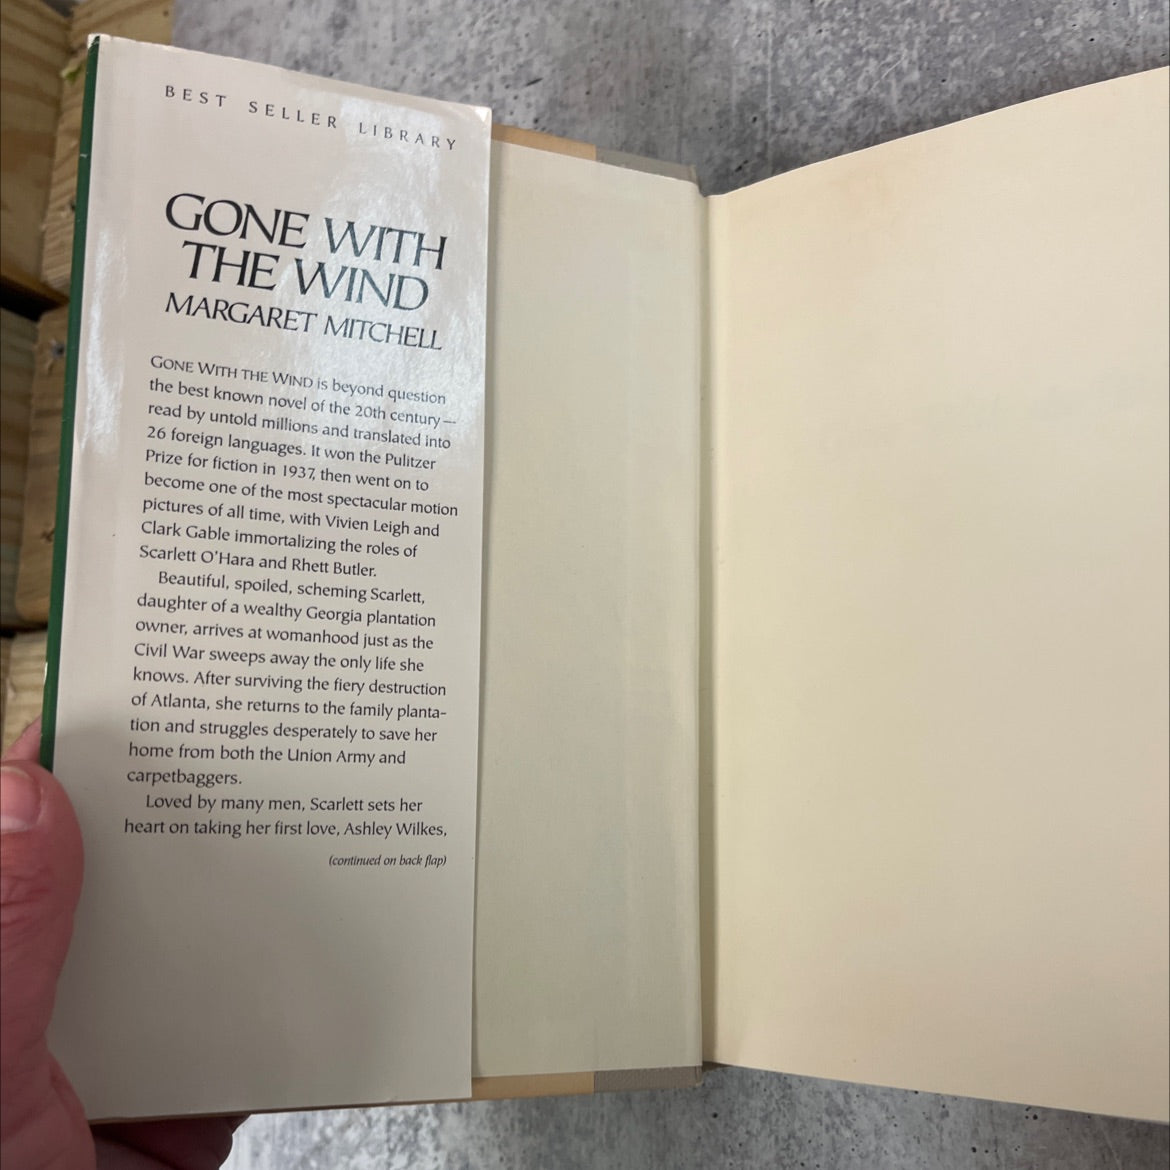 BEST SELLER LIBRARY
GONE WITH
THE WIND
MARGARET MITCHELL
GONE WITH THE WIND is beyond question
the best known novel of the 20th century—
read by untold millions and translated into
26 foreign languages. It won the Pulitzer
Prize for fiction in 1937, then went on to
become one of the most spectacular motion
pictures of all time, with Vivien Leigh and
Clark Gable immortalizing the roles of
Scarlett O'Hara and Rhett Butler.
Beautiful, spoiled, scheming Scarlett,
daughter of a wealthy Georgia plantation
owner, arrives at womanhood just as the
Civil War sweeps away the only life she
knows. After surviving the fiery destruction
of Atlanta, she returns to the family planta-
tion and struggles desperately to save her
home from both the Union Army and
carpetbaggers.
Loved by many men, Scarlett sets her
heart on taking her first love, Ashley Wilkes,
(continued on back flap)